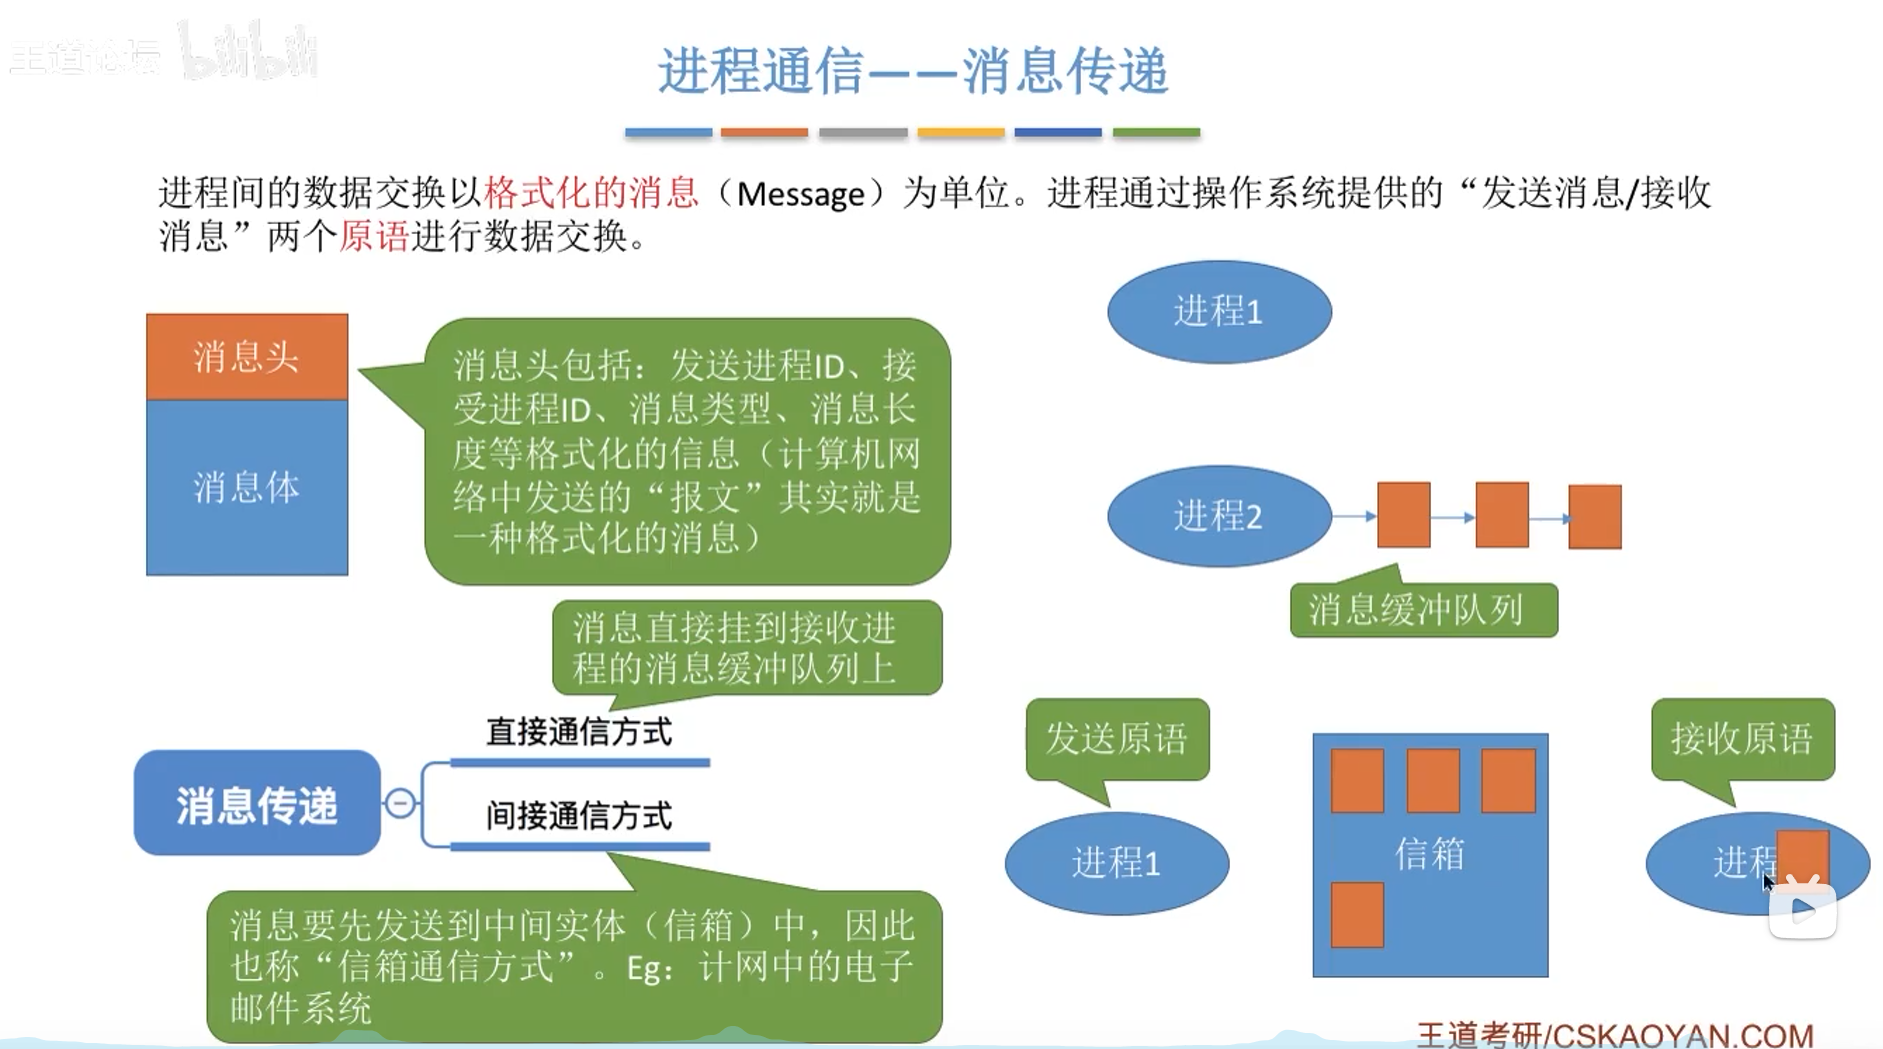 王道论坛 bilibili
进程通信——消息传递
进程间的数据交换以格式化的消息（Message）为单位。进程通过操作系统提供的“发送消息/接收
消息”两个原语进行数据交换。
消息头
消息体
消息头包括：发送进程ID、接
受进程ID、消息类型、消息长
度等格式化的信息（计算机网
络中发送的“报文”其实就是
一种格式化的消息）
进程1
进程2
消息缓冲队列
消息直接挂到接收进
程的消息缓冲队列上
直接通信方式
消息传递
间接通信方式
消息要先发送到中间实体（信箱）中，因此
也称“信箱通信方式”。Eg：计网中的电子
邮件系统
发送原语
进程1
信箱
接收原语
进程
王道考研/CSKAOYAN.COM